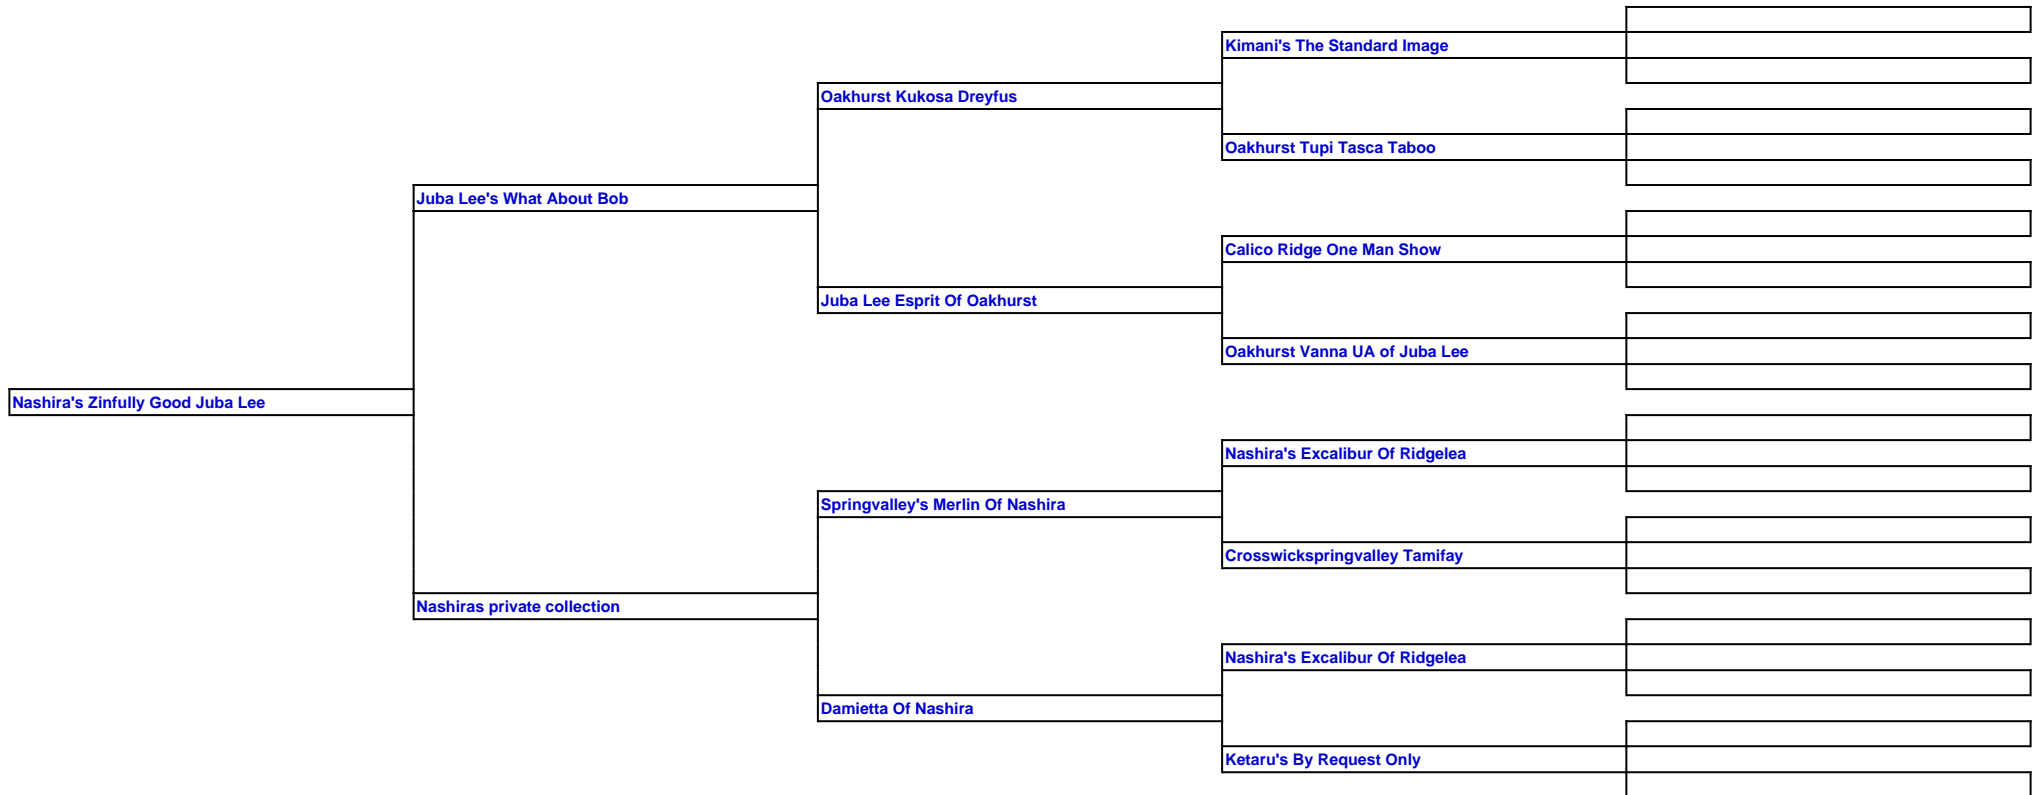 Kimani's The Standard Image
Oakhurst Kukosa Dreyfus
Oakhurst Tupi Tasca Taboo
Juba Lee's What About Bob
Calico Ridge One Man Show
Juba Lee Esprit Of Oakhurst
Oakhurst Vanna UA of Juba Lee
Nashira's Zinfully Good Juba Lee
Nashira's Excalibur Of Ridgelea
Springvalley's Merlin Of Nashira
Crosswickspringvalley Tamifay
Nashiras private collection
Nashira's Excalibur Of Ridgelea
Damietta Of Nashira
Ketaru's By Request Only